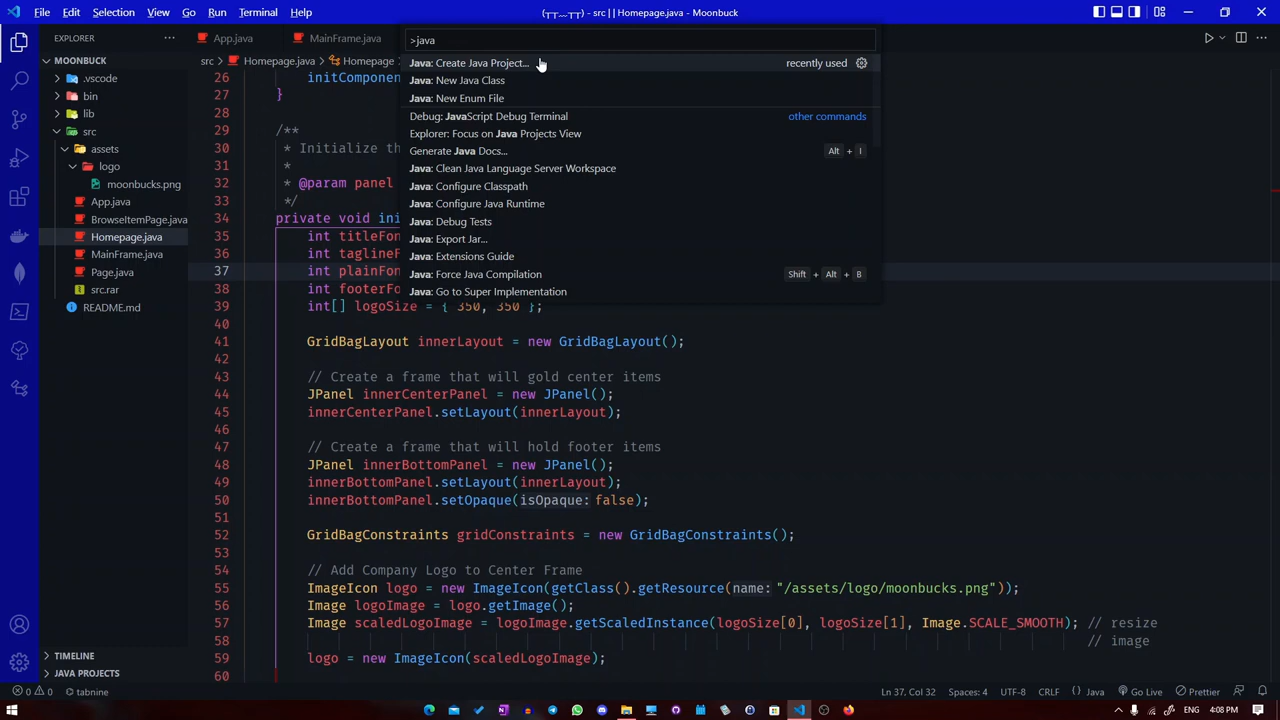 File Edit Selection View Go Run Terminal Help
(┬┬﹏┬┬) - src || Homepage.java - Moonbuck
EXPLORER ···
App.java MainFrame.java
>java
MOONBUCK
src > Homepage.java > Homepage
Java: Create Java Project... recently used
.vscode
26 initComponen
Java: New Java Class
bin
27 }
Java: New Enum File
lib
28
Debug: JavaScript Debug Terminal other commands
src
29 /**
Explorer: Focus on Java Projects View
assets
30 * Initialize th
Generate Java Docs... Alt + I
logo
31 *
Java: Clean Java Language Server Workspace
moonbucks.png
32 * @param panel
Java: Configure Classpath
App.java
33 */
Java: Configure Java Runtime
BrowseItemPage.java
34 private void ini
Java: Debug Tests
Homepage.java
35 int titleFon
Java: Export Jar...
MainFrame.java
36 int taglineF
Java: Extensions Guide
Page.java
37 int plainFon
Java: Force Java Compilation Shift + Alt + B
src.rar
38 int footerFo
Java: Go to Super Implementation
README.md
39 int[] logoSize = { 350, 350 };
40
41 GridBagLayout innerLayout = new GridBagLayout();
42
43 // Create a frame that will gold center items
44 JPanel innerCenterPanel = new JPanel();
45 innerCenterPanel.setLayout(innerLayout);
46
47 // Create a frame that will hold footer items
48 JPanel innerBottomPanel = new JPanel();
49 innerBottomPanel.setLayout(innerLayout);
50 innerBottomPanel.setOpaque(isOpaque: false);
51
52 GridBagConstraints gridConstraints = new GridBagConstraints();
53
54 // Add Company Logo to Center Frame
55 ImageIcon logo = new ImageIcon(getClass().getResource(name: "/assets/logo/moonbucks.png"));
56 Image logoImage = logo.getImage();
57 Image scaledLogoImage = logoImage.getScaledInstance(logoSize[0], logoSize[1], Image.SCALE_SMOOTH); // resize
58 // image
59 logo = new ImageIcon(scaledLogoImage);
60
TIMELINE
JAVA PROJECTS
0 0 tabnine Ln 37, Col 32 Spaces: 4 UTF-8 CRLF {} Java Go Live Prettier
4:08 PM